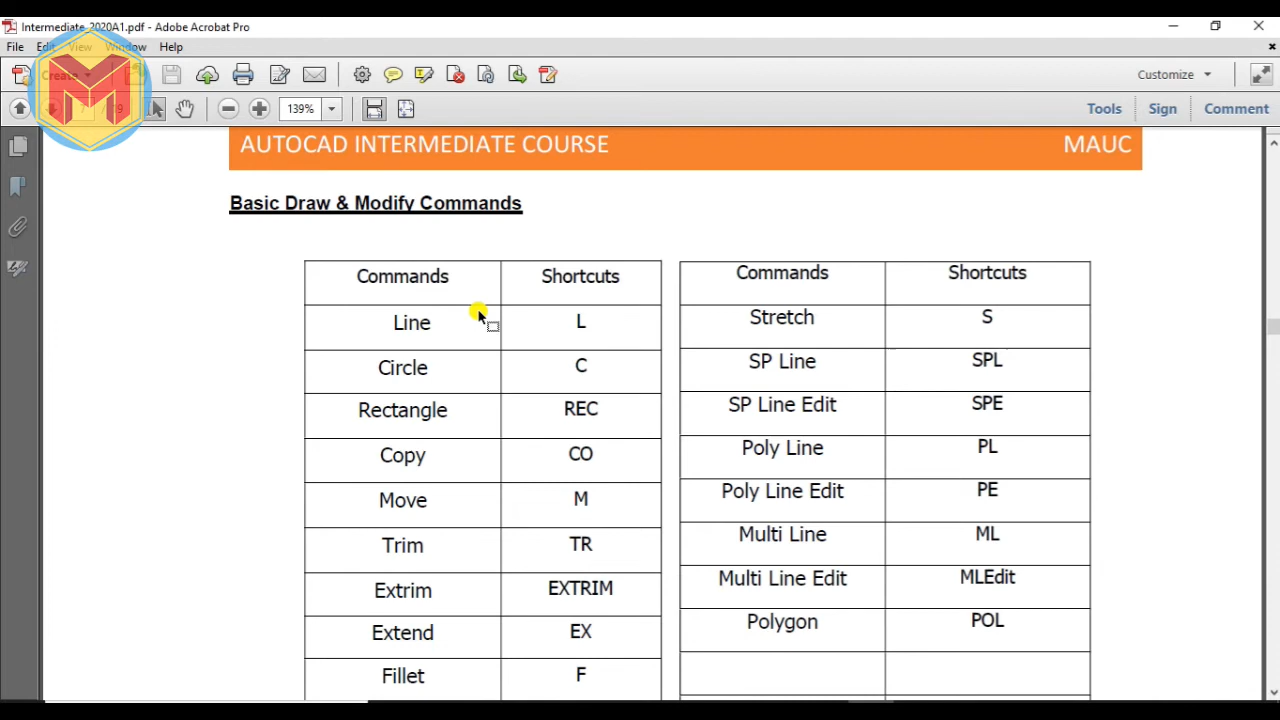 Intermediate-2020A1.pdf - Adobe Acrobat Pro
File Edit View Window Help
Create
Customize
139%
Tools Sign Comment
AUTOCAD INTERMEDIATE COURSE MAUC
Basic Draw & Modify Commands
Commands Shortcuts Commands Shortcuts
Line L Stretch S
Circle C SP Line SPL
Rectangle REC SP Line Edit SPE
Copy CO Poly Line PL
Move M Poly Line Edit PE
Trim TR Multi Line ML
Extrim EXTRIM Multi Line Edit MLEdit
Extend EX Polygon POL
Fillet F